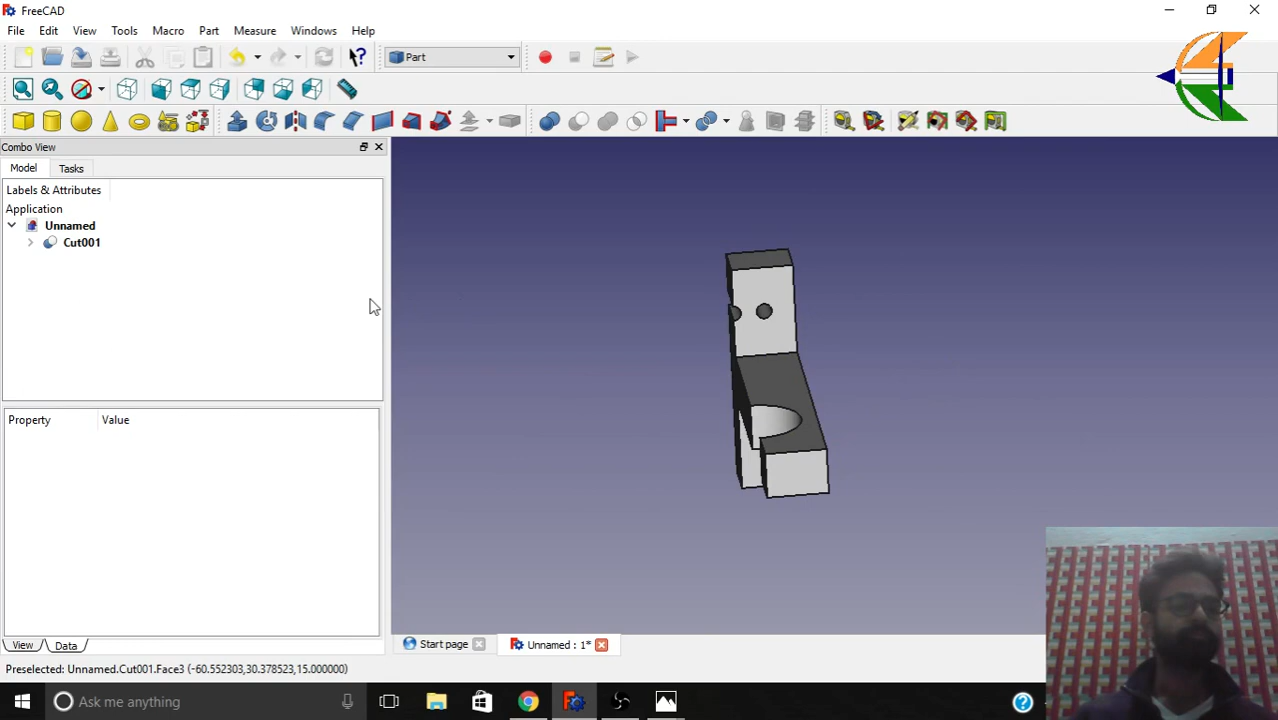 FreeCAD
File Edit View Tools Macro Part Measure Windows Help
Part
Combo View
Model Tasks
Labels & Attributes
Application
Unnamed
Cut001
Property Value
View Data
Start page Unnamed : 1*
Preselected: Unnamed.Cut001.Face3 (-60.552303,30.378523,15.000000)
Ask me anything